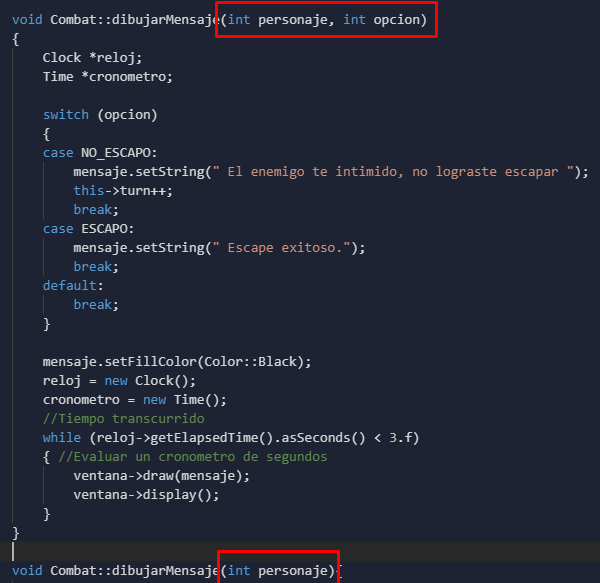 void Combat::dibujarMensaje(int personaje, int opcion)
{
    Clock *reloj;
    Time *cronometro;

    switch (opcion)
    {
    case NO_ESCAPO:
        mensaje.setString(" El enemigo te intimido, no lograste escapar ");
        this->turn++;
        break;
    case ESCAPO:
        mensaje.setString(" Escape exitoso.");
        break;
    default:
        break;
    }

    mensaje.setFillColor(Color::Black);
    reloj = new Clock();
    cronometro = new Time();
    //Tiempo transcurrido
    while (reloj->getElapsedTime().asSeconds() < 3.f)
    { //Evaluar un cronometro de segundos
        ventana->draw(mensaje);
        ventana->display();
    }
}

void Combat::dibujarMensaje(int personaje){